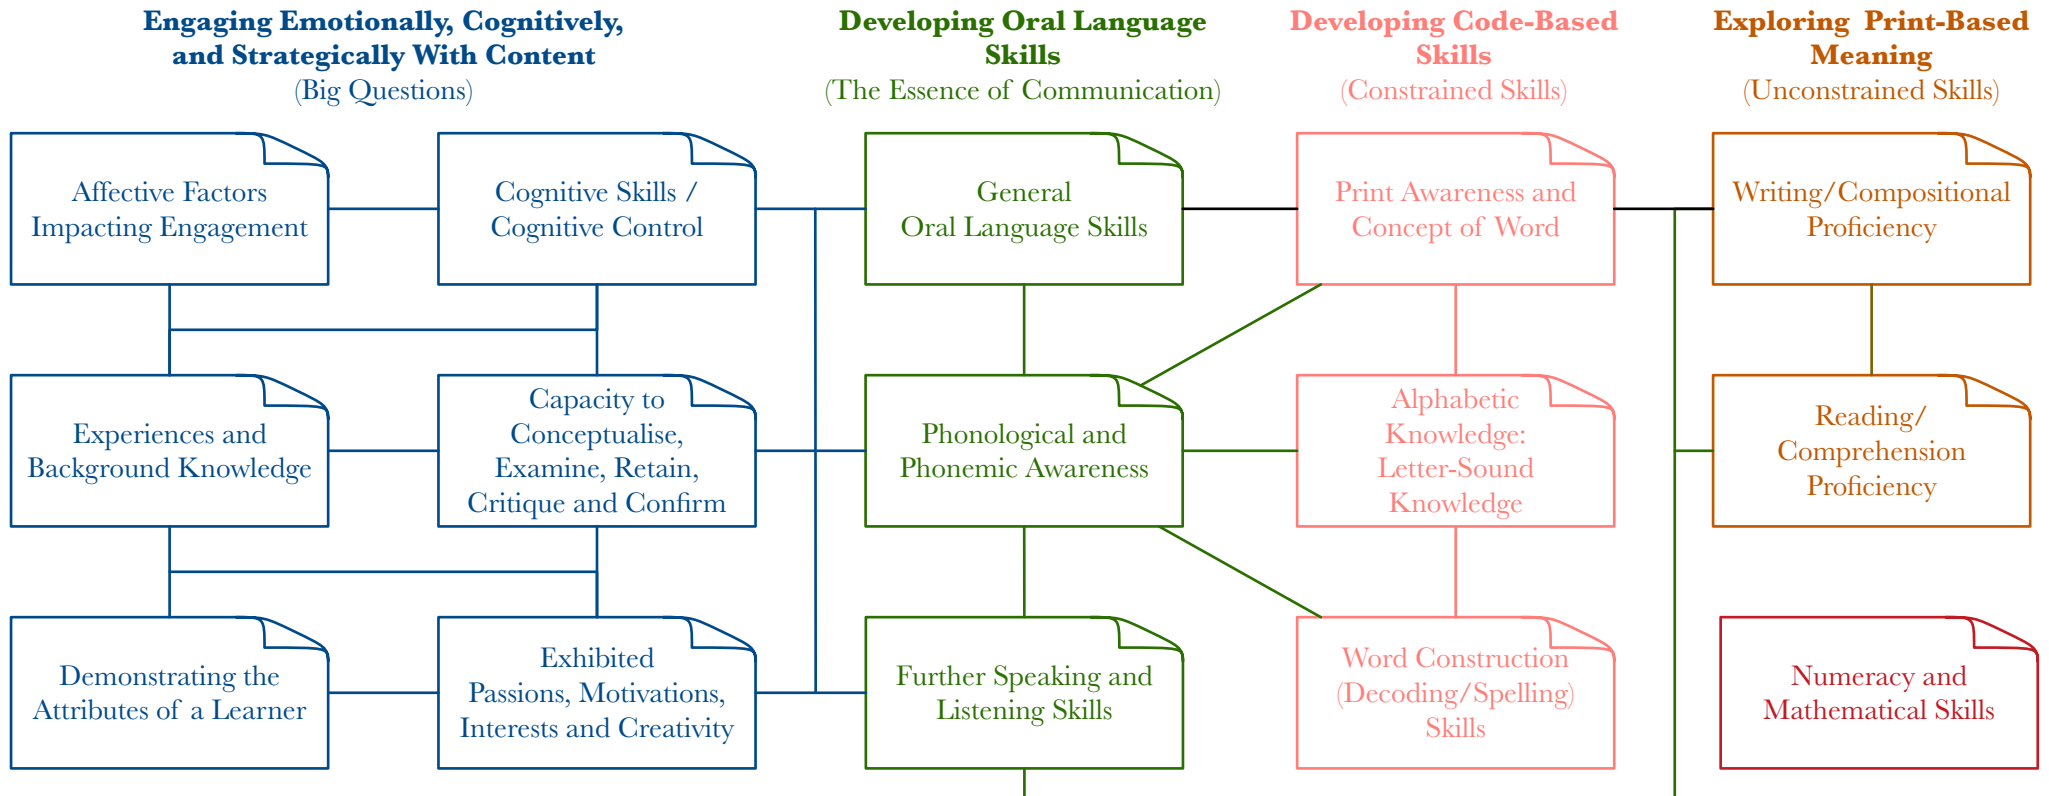 Engaging Emotionally, Cognitively,
and Strategically With Content
(Big Questions)
Developing Oral Language
Skills
(The Essence of Communication)
Developing Code-Based
Skills
(Constrained Skills)
Exploring Print-Based
Meaning
(Unconstrained Skills)
Affective Factors
Impacting Engagement
Cognitive Skills /
Cognitive Control
General
Oral Language Skills
Print Awareness and
Concept of Word
Writing/Compositional
Proficiency
Experiences and
Background Knowledge
Capacity to
Conceptualise,
Examine, Retain,
Critique and Confirm
Phonological and
Phonemic Awareness
Alphabetic
Knowledge:
Letter-Sound
Knowledge
Reading/
Comprehension
Proficiency
Demonstrating the
Attributes of a Learner
Exhibited
Passions, Motivations,
Interests and Creativity
Further Speaking and
Listening Skills
Word Construction
(Decoding/Spelling)
Skills
Numeracy and
Mathematical Skills